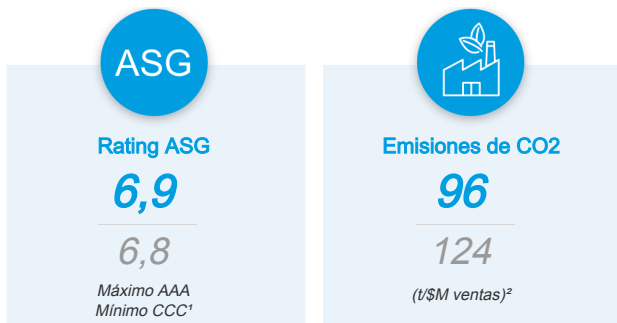 ASG
Rating ASG
6,9
6,8
Máximo AAA
Mínimo CCC¹
Emisiones de CO2
96
124
(t/$M ventas)²